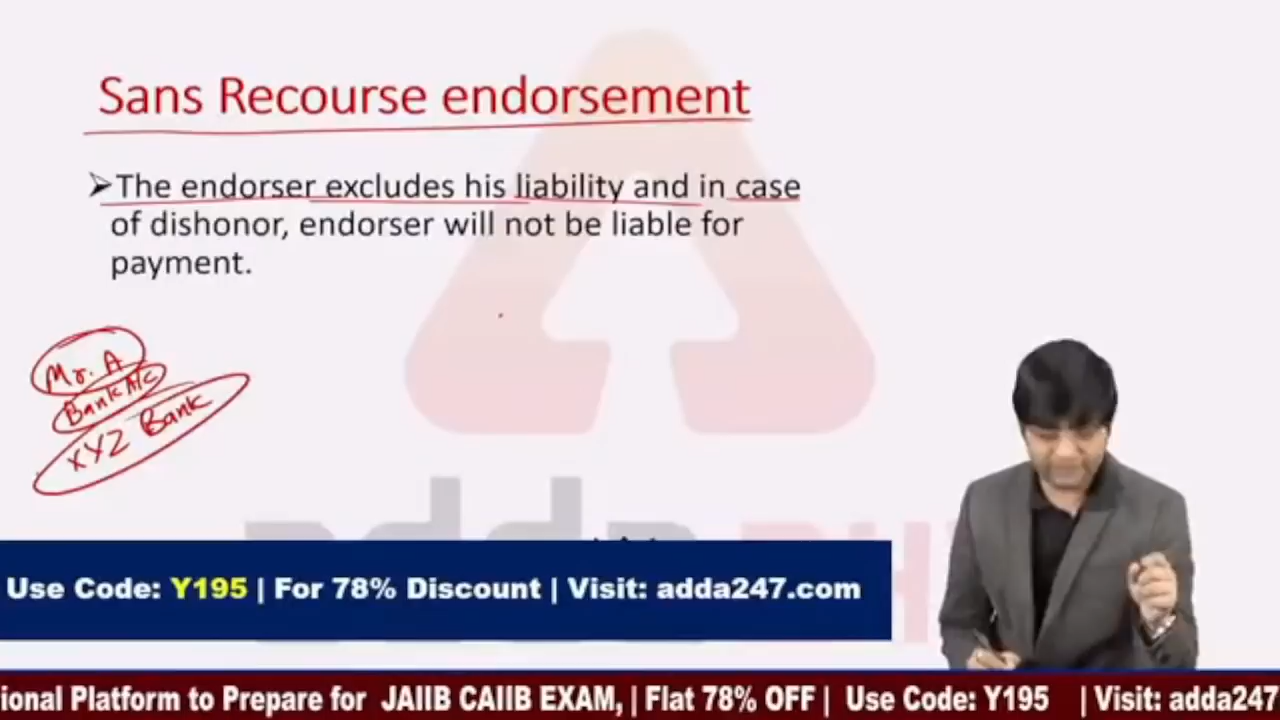 Sans Recourse endorsement
➢The endorser excludes his liability and in case
of dishonor, endorser will not be liable for
payment.
Mr. A
Bank A/c
XYZ Bank
adda
Use Code: Y195 | For 78% Discount | Visit: adda247.com
ional Platform to Prepare for JAIIB CAIIB EXAM, | Flat 78% OFF | Use Code: Y195 | Visit: adda247